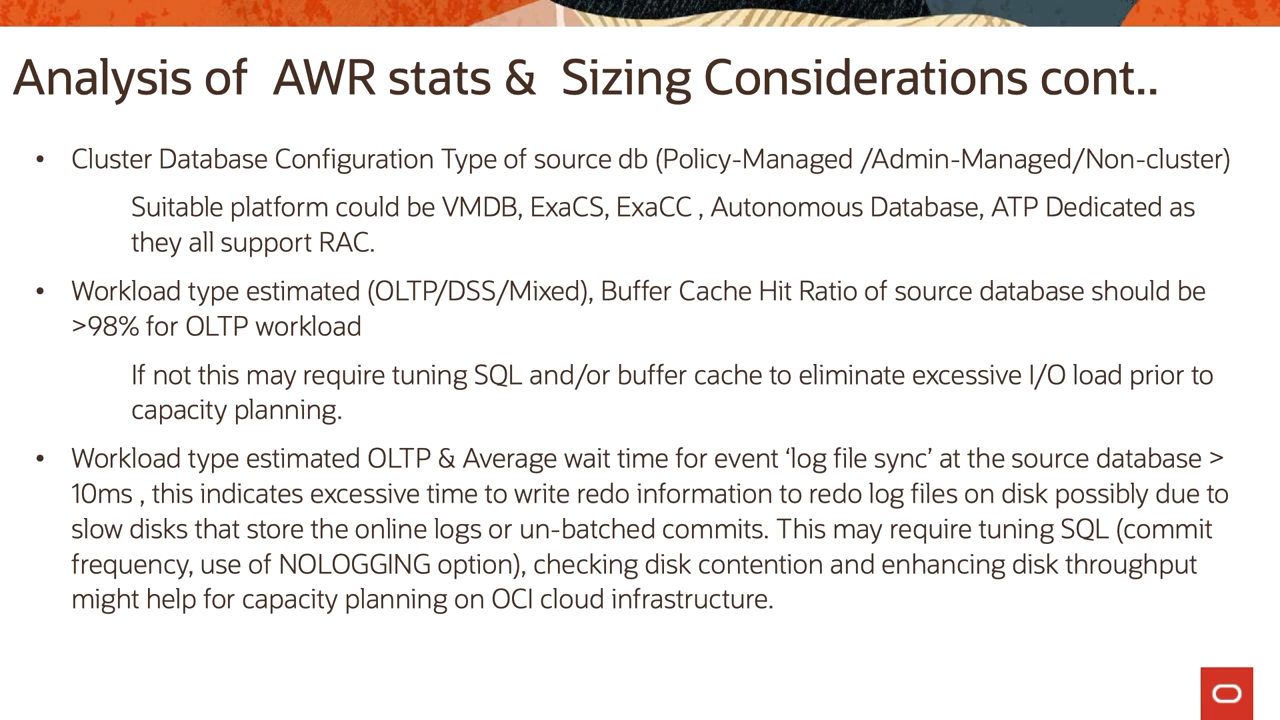 Analysis of  AWR stats &  Sizing Considerations cont..
• Cluster Database Configuration Type of source db (Policy-Managed /Admin-Managed/Non-cluster)
Suitable platform could be VMDB, ExaCS, ExaCC , Autonomous Database, ATP Dedicated as
they all support RAC.
• Workload type estimated (OLTP/DSS/Mixed), Buffer Cache Hit Ratio of source database should be
>98% for OLTP workload
If not this may require tuning SQL and/or buffer cache to eliminate excessive I/O load prior to
capacity planning.
• Workload type estimated OLTP & Average wait time for event ‘log file sync’ at the source database >
10ms , this indicates excessive time to write redo information to redo log files on disk possibly due to
slow disks that store the online logs or un-batched commits. This may require tuning SQL (commit
frequency, use of NOLOGGING option), checking disk contention and enhancing disk throughput
might help for capacity planning on OCI cloud infrastructure.